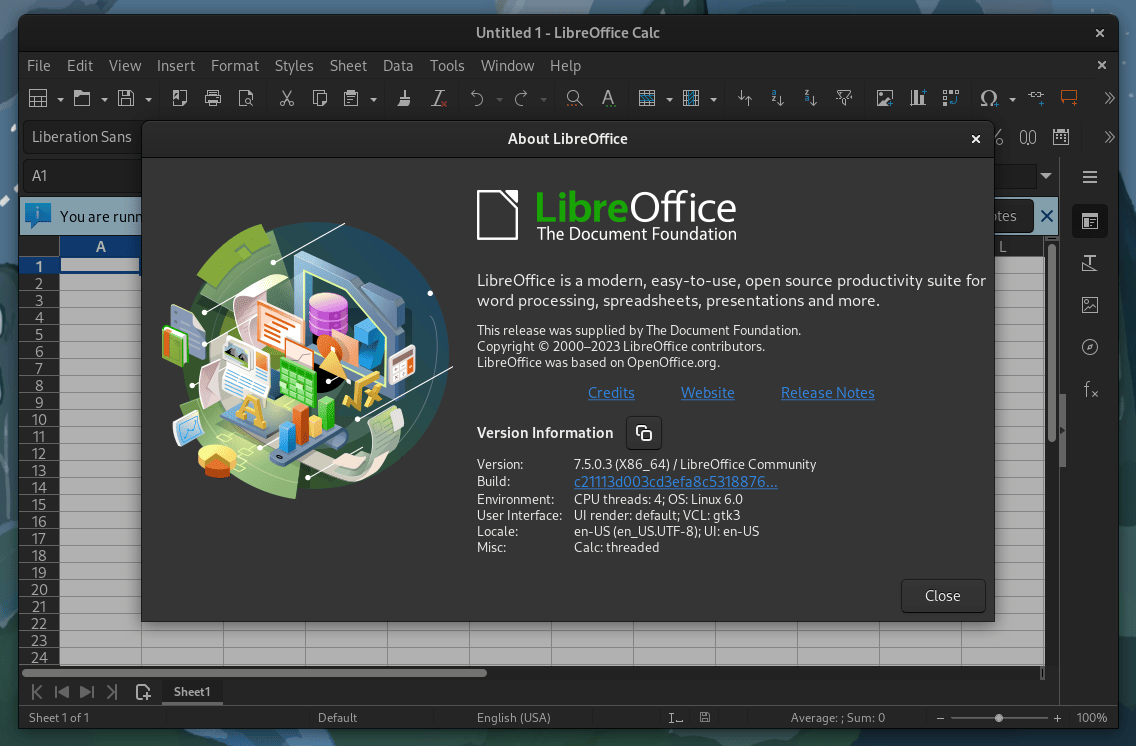 Untitled 1 - LibreOffice Calc
File Edit View Insert Format Styles Sheet Data Tools Window Help
Liberation Sans
About LibreOffice
A1
You are
A
L
LibreOffice
The Document Foundation
LibreOffice is a modern, easy-to-use, open source productivity suite for
word processing, spreadsheets, presentations and more.
This release was supplied by The Document Foundation.
Copyright © 2000–2023 LibreOffice contributors.
LibreOffice was based on OpenOffice.org.
Credits Website Release Notes
Version Information
Version: 7.5.0.3 (X86_64) / LibreOffice Community
Build: c21113d003cd3efa8c5318876...
Environment: CPU threads: 4; OS: Linux 6.0
User Interface: UI render: default; VCL: gtk3
Locale: en-US (en_US.UTF-8); UI: en-US
Misc: Calc: threaded
Close
1
2
3
4
5
6
7
8
9
10
11
12
13
14
15
16
17
18
19
20
21
22
23
24
Sheet1
Sheet 1 of 1 Default English (USA) Average: ; Sum: 0 100%